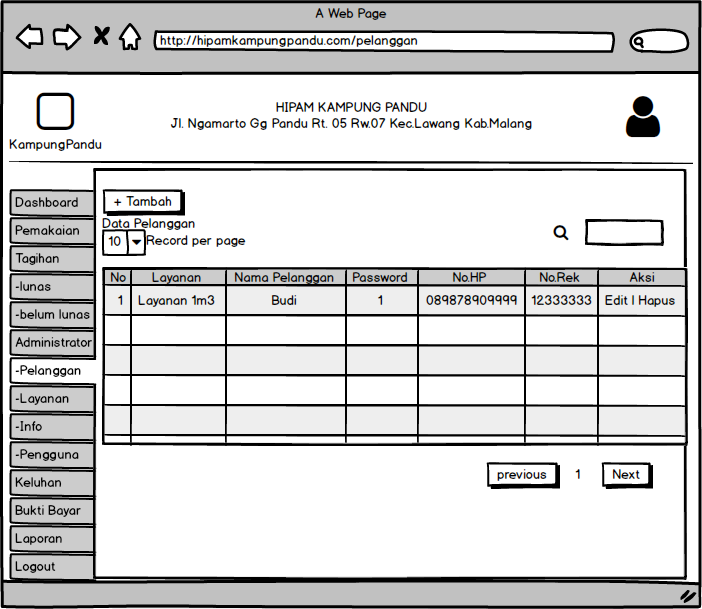 A Web Page
http://hipamkampungpandu.com/pelanggan
HIPAM KAMPUNG PANDU
Jl. Ngamarto Gg Pandu Rt. 05 Rw.07 Kec.Lawang Kab.Malang
KampungPandu
Dashboard
Pemakaian
Tagihan
-lunas
-belum lunas
Administrator
-Pelanggan
-Layanan
-Info
-Pengguna
Keluhan
Bukti Bayar
Laporan
Logout
+ Tambah
Data Pelanggan
10 Record per page
No Layanan Nama Pelanggan Password No.HP No.Rek Aksi
1 Layanan 1m3 Budi 1 089878909999 12333333 Edit | Hapus
previous 1 Next